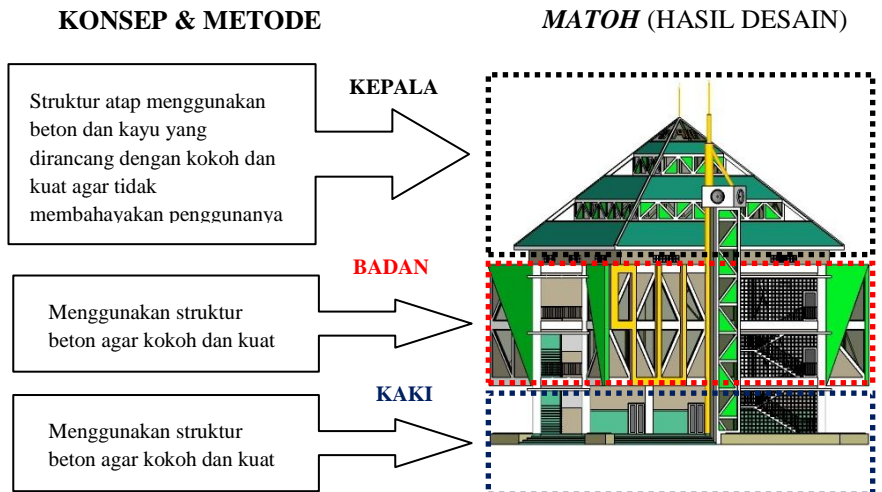 KONSEP & METODE
MATOH (HASIL DESAIN)
KEPALA
Struktur atap menggunakan
beton dan kayu yang
dirancang dengan kokoh dan
kuat agar tidak
membahayakan penggunanya
BADAN
Menggunakan struktur
beton agar kokoh dan kuat
KAKI
Menggunakan struktur
beton agar kokoh dan kuat